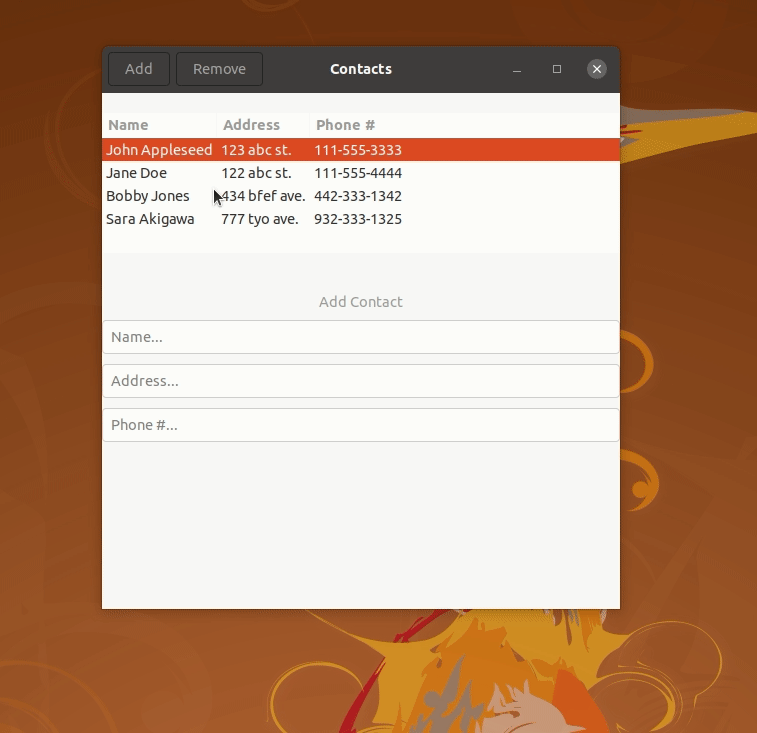 Add Remove Contacts
Name Address Phone #
John Appleseed 123 abc st. 111-555-3333
Jane Doe 122 abc st. 111-555-4444
Bobby Jones 434 bfef ave. 442-333-1342
Sara Akigawa 777 tyo ave. 932-333-1325
Add Contact
Name...
Address...
Phone #...